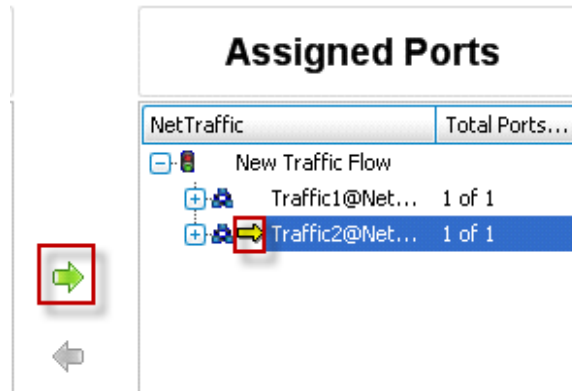 Assigned Ports
NetTraffic Total Ports...
New Traffic Flow
Traffic1@Net... 1 of 1
Traffic2@Net... 1 of 1